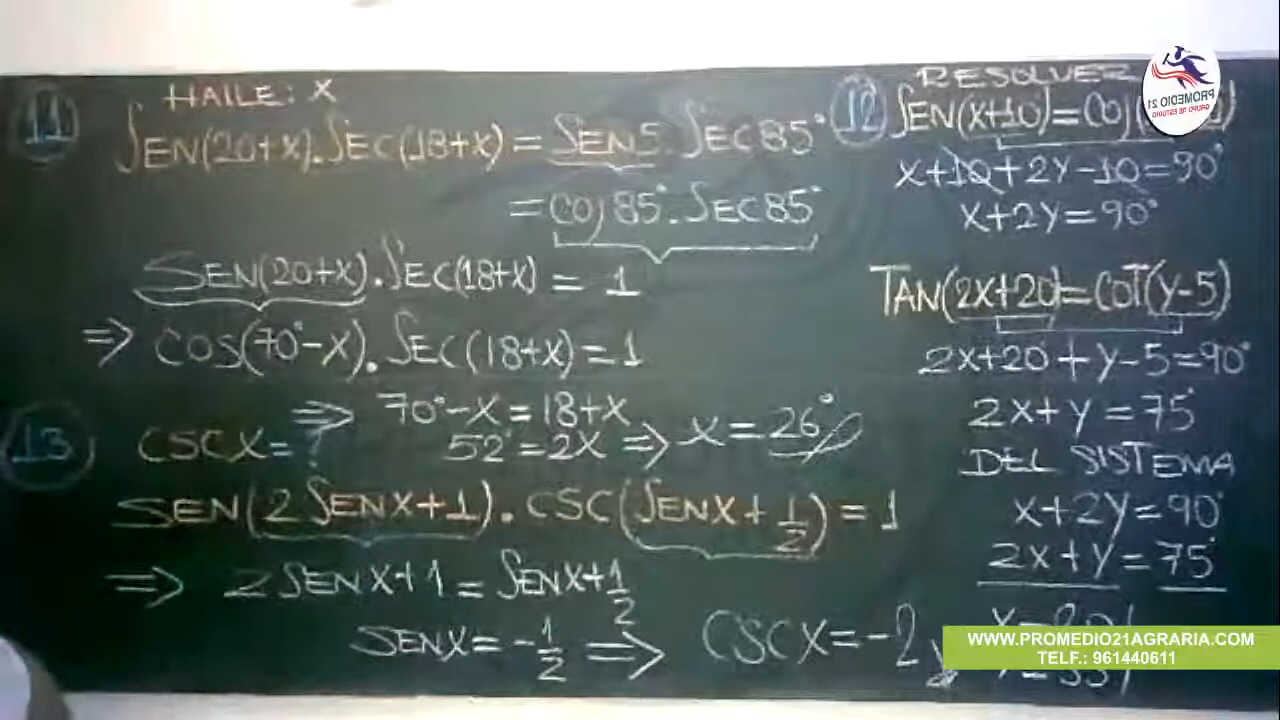 11
HAILE: X
SEN(20+X).SEC(18+X) = SEN5°.SEC85°
= COS85°.SEC85°
SEN(20+X).SEC(18+X) = 1
⇒ COS(70°-X).SEC(18+X)=1
⇒ 70°-X=18+X
52°=2X ⇒ X=26°
13
CSCX=?
SEN(2SENX+1).CSC(SENX+1/2)=1
⇒ 2SENX+1=SENX+1/2
SENX=-1/2 ⇒ CSCX=-2
12
RESOLVER
SEN(X+10)=COS(
X+10+2Y-10=90°
X+2Y=90°
TAN(2X+20)=COT(Y-5)
2X+20+Y-5=90°
2X+Y=75°
DEL SISTEMA
X+2Y=90°
2X+Y=75°
PROMEDIO 21
GRUPO DE ESTUDIO
WWW.PROMEDIO21AGRARIA.COM
TELF.: 961440611